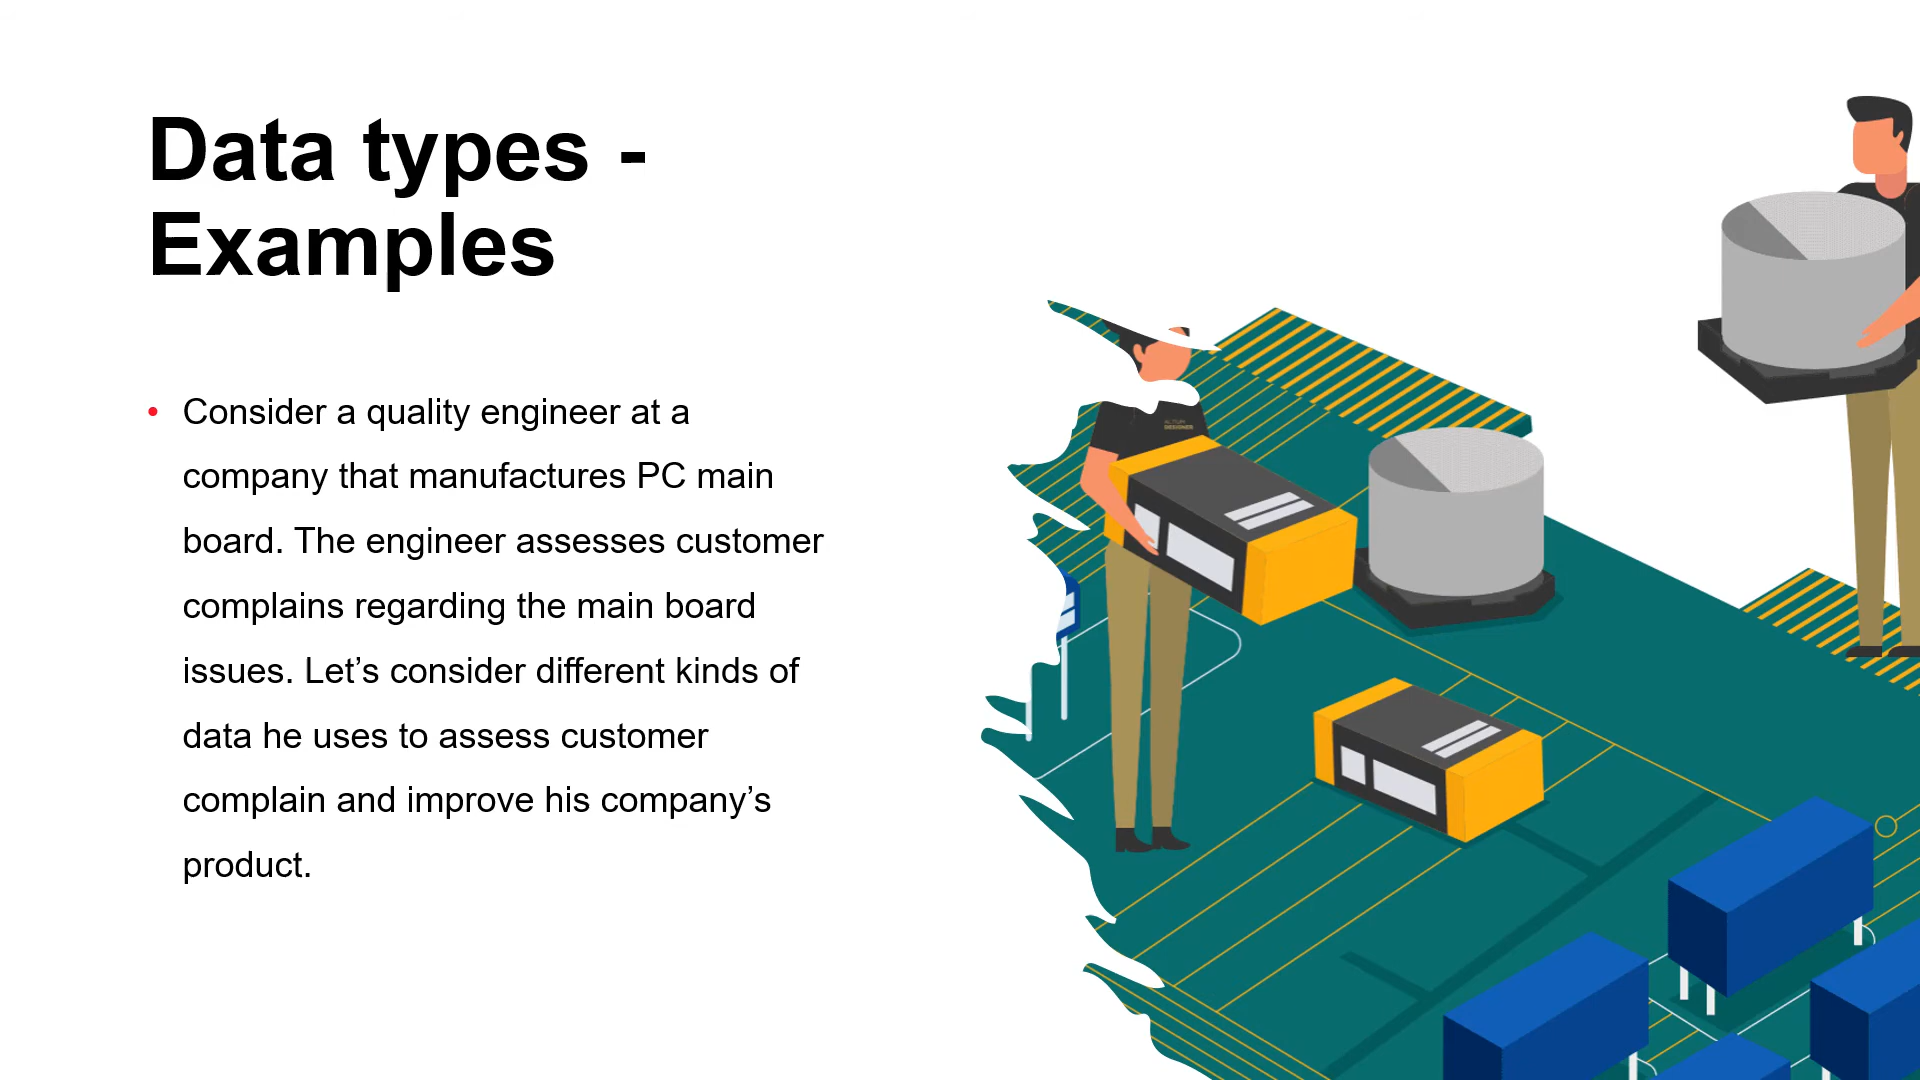 Data types -
Examples
• Consider a quality engineer at a
company that manufactures PC main
board. The engineer assesses customer
complains regarding the main board
issues. Let’s consider different kinds of
data he uses to assess customer
complain and improve his company’s
product.
ALTIUM
DESIGNER